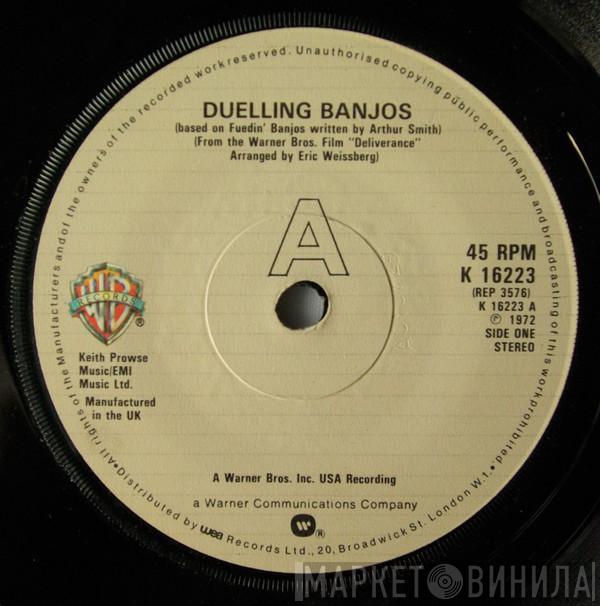 of the recorded work reserved. Unauthorised copying public performance and broadcasting of this work prohibited.
All rights of the Manufacturers and of the owners
DUELLING BANJOS
(based on Fuedin' Banjos written by Arthur Smith)
(From the Warner Bros. Film "Deliverance"
Arranged by Eric Weissberg)
A
45 RPM
K 16223
(REP 3576)
K 16223 A
℗ 1972
SIDE ONE
STEREO
WB
RECORDS
®
Keith Prowse
Music/EMI
Music Ltd.
Manufactured
in the UK
A Warner Bros. Inc. USA Recording
a Warner Communications Company
®
•Distributed by wea Records Ltd., 20, Broadwick St. London W.1.•
МАРКЕТ ВИНИЛА